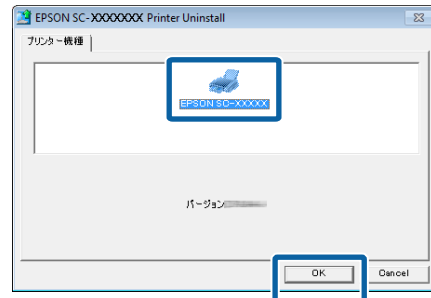 EPSON SC-XXXXXXX Printer Uninstall
プリンター機種
EPSON SC-XXXXX
バージョン
OK
Cancel